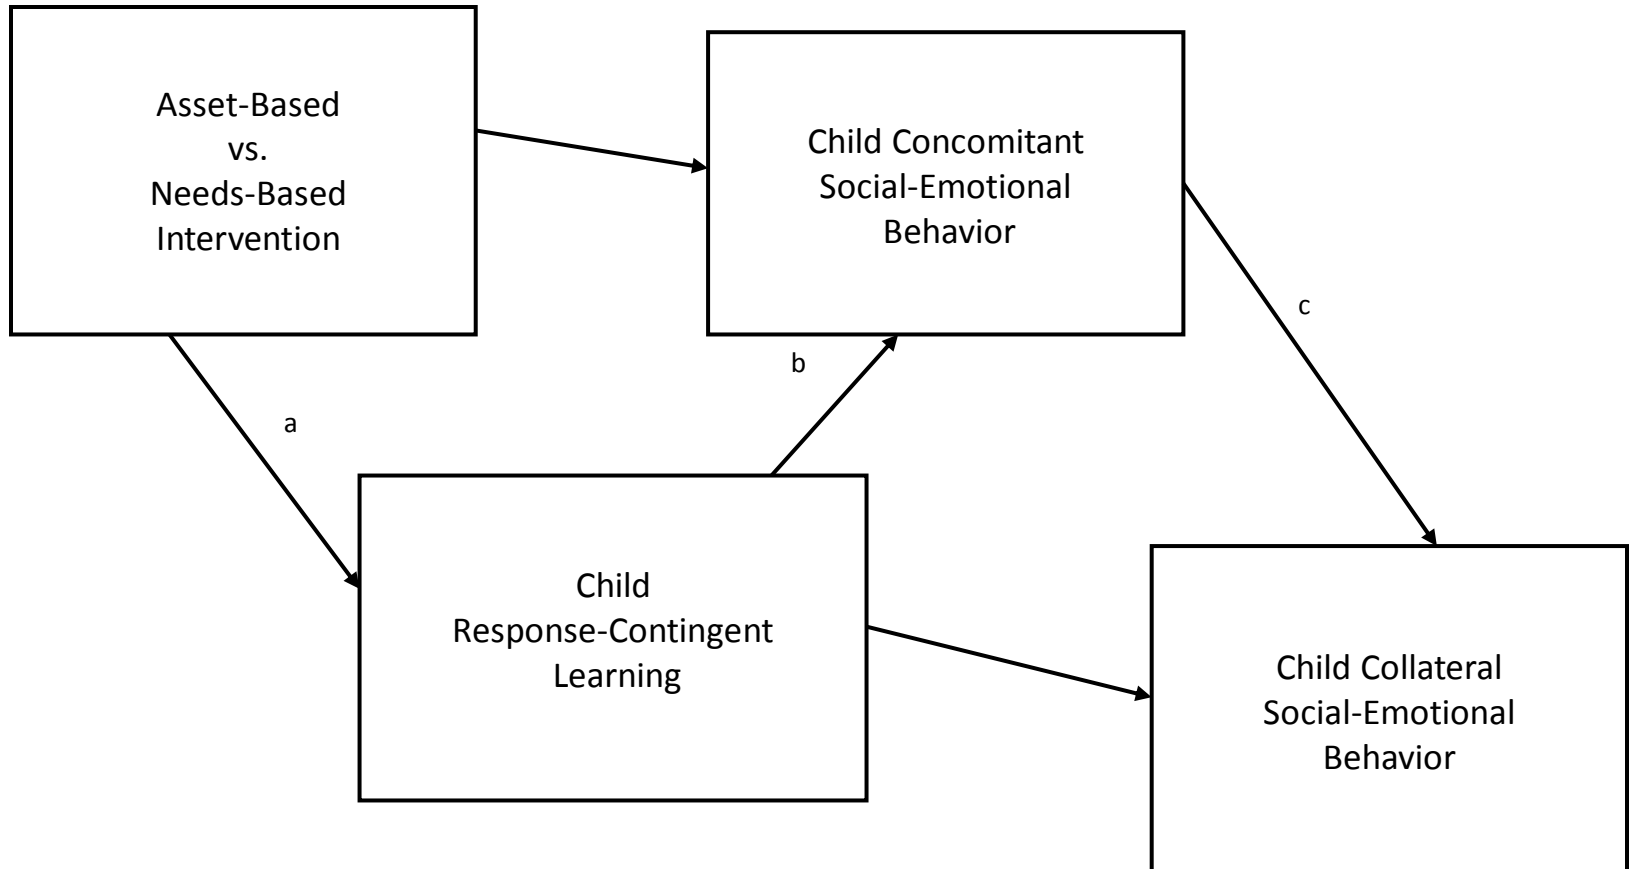 Asset-Based
vs.
Needs-Based
Intervention
Child Concomitant
Social-Emotional
Behavior
c
b
a
Child
Response-Contingent
Learning
Child Collateral
Social-Emotional
Behavior